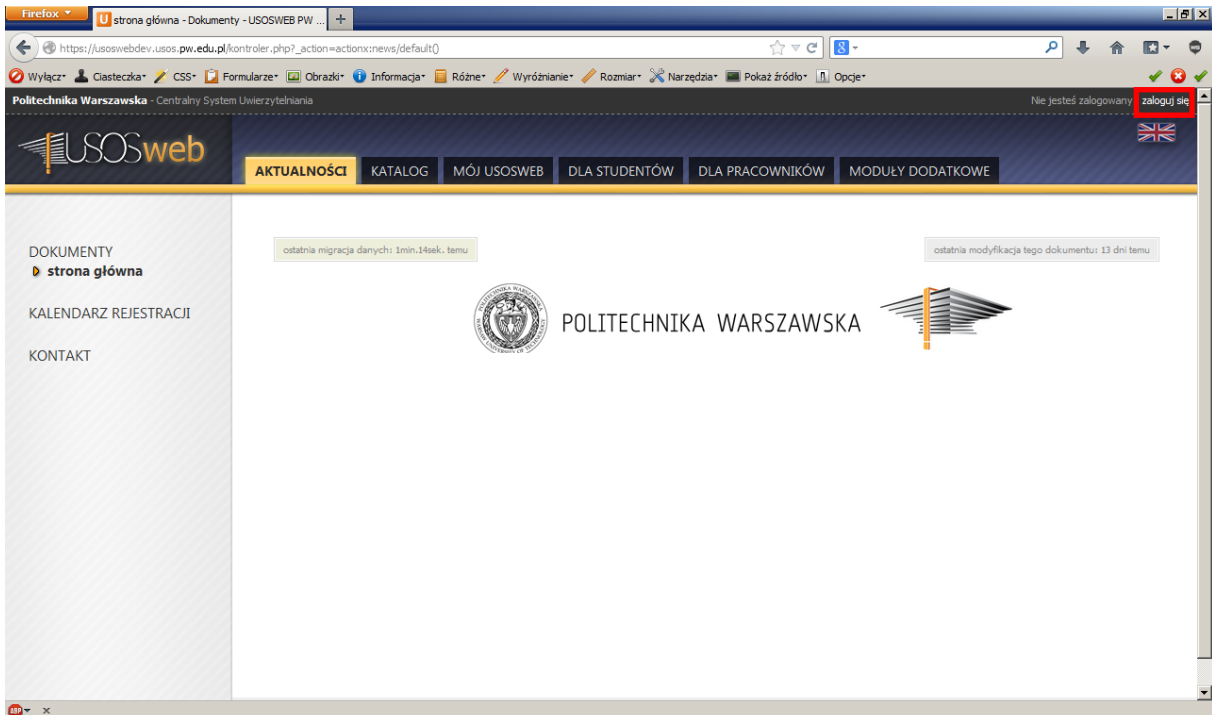 Firefox
strona główna - Dokumenty - USOSWEB PW ...
https://usoswebdev.usos.pw.edu.pl/kontroler.php?_action=actionx:news/default()
Wyłącz Ciasteczka CSS Formularze Obrazki Informacja Różne Wyróżnianie Rozmiar Narzędzia Pokaż źródło Opcje
Politechnika Warszawska - Centralny System Uwierzytelniania
Nie jesteś zalogowany zaloguj się
USOSweb
AKTUALNOŚCI KATALOG MÓJ USOSWEB DLA STUDENTÓW DLA PRACOWNIKÓW MODUŁY DODATKOWE
DOKUMENTY
strona główna
KALENDARZ REJESTRACJI
KONTAKT
ostatnia migracja danych: 1min.14sek. temu
ostatnia modyfikacja tego dokumentu: 13 dni temu
POLITECHNIKA WARSZAWSKA
ABP